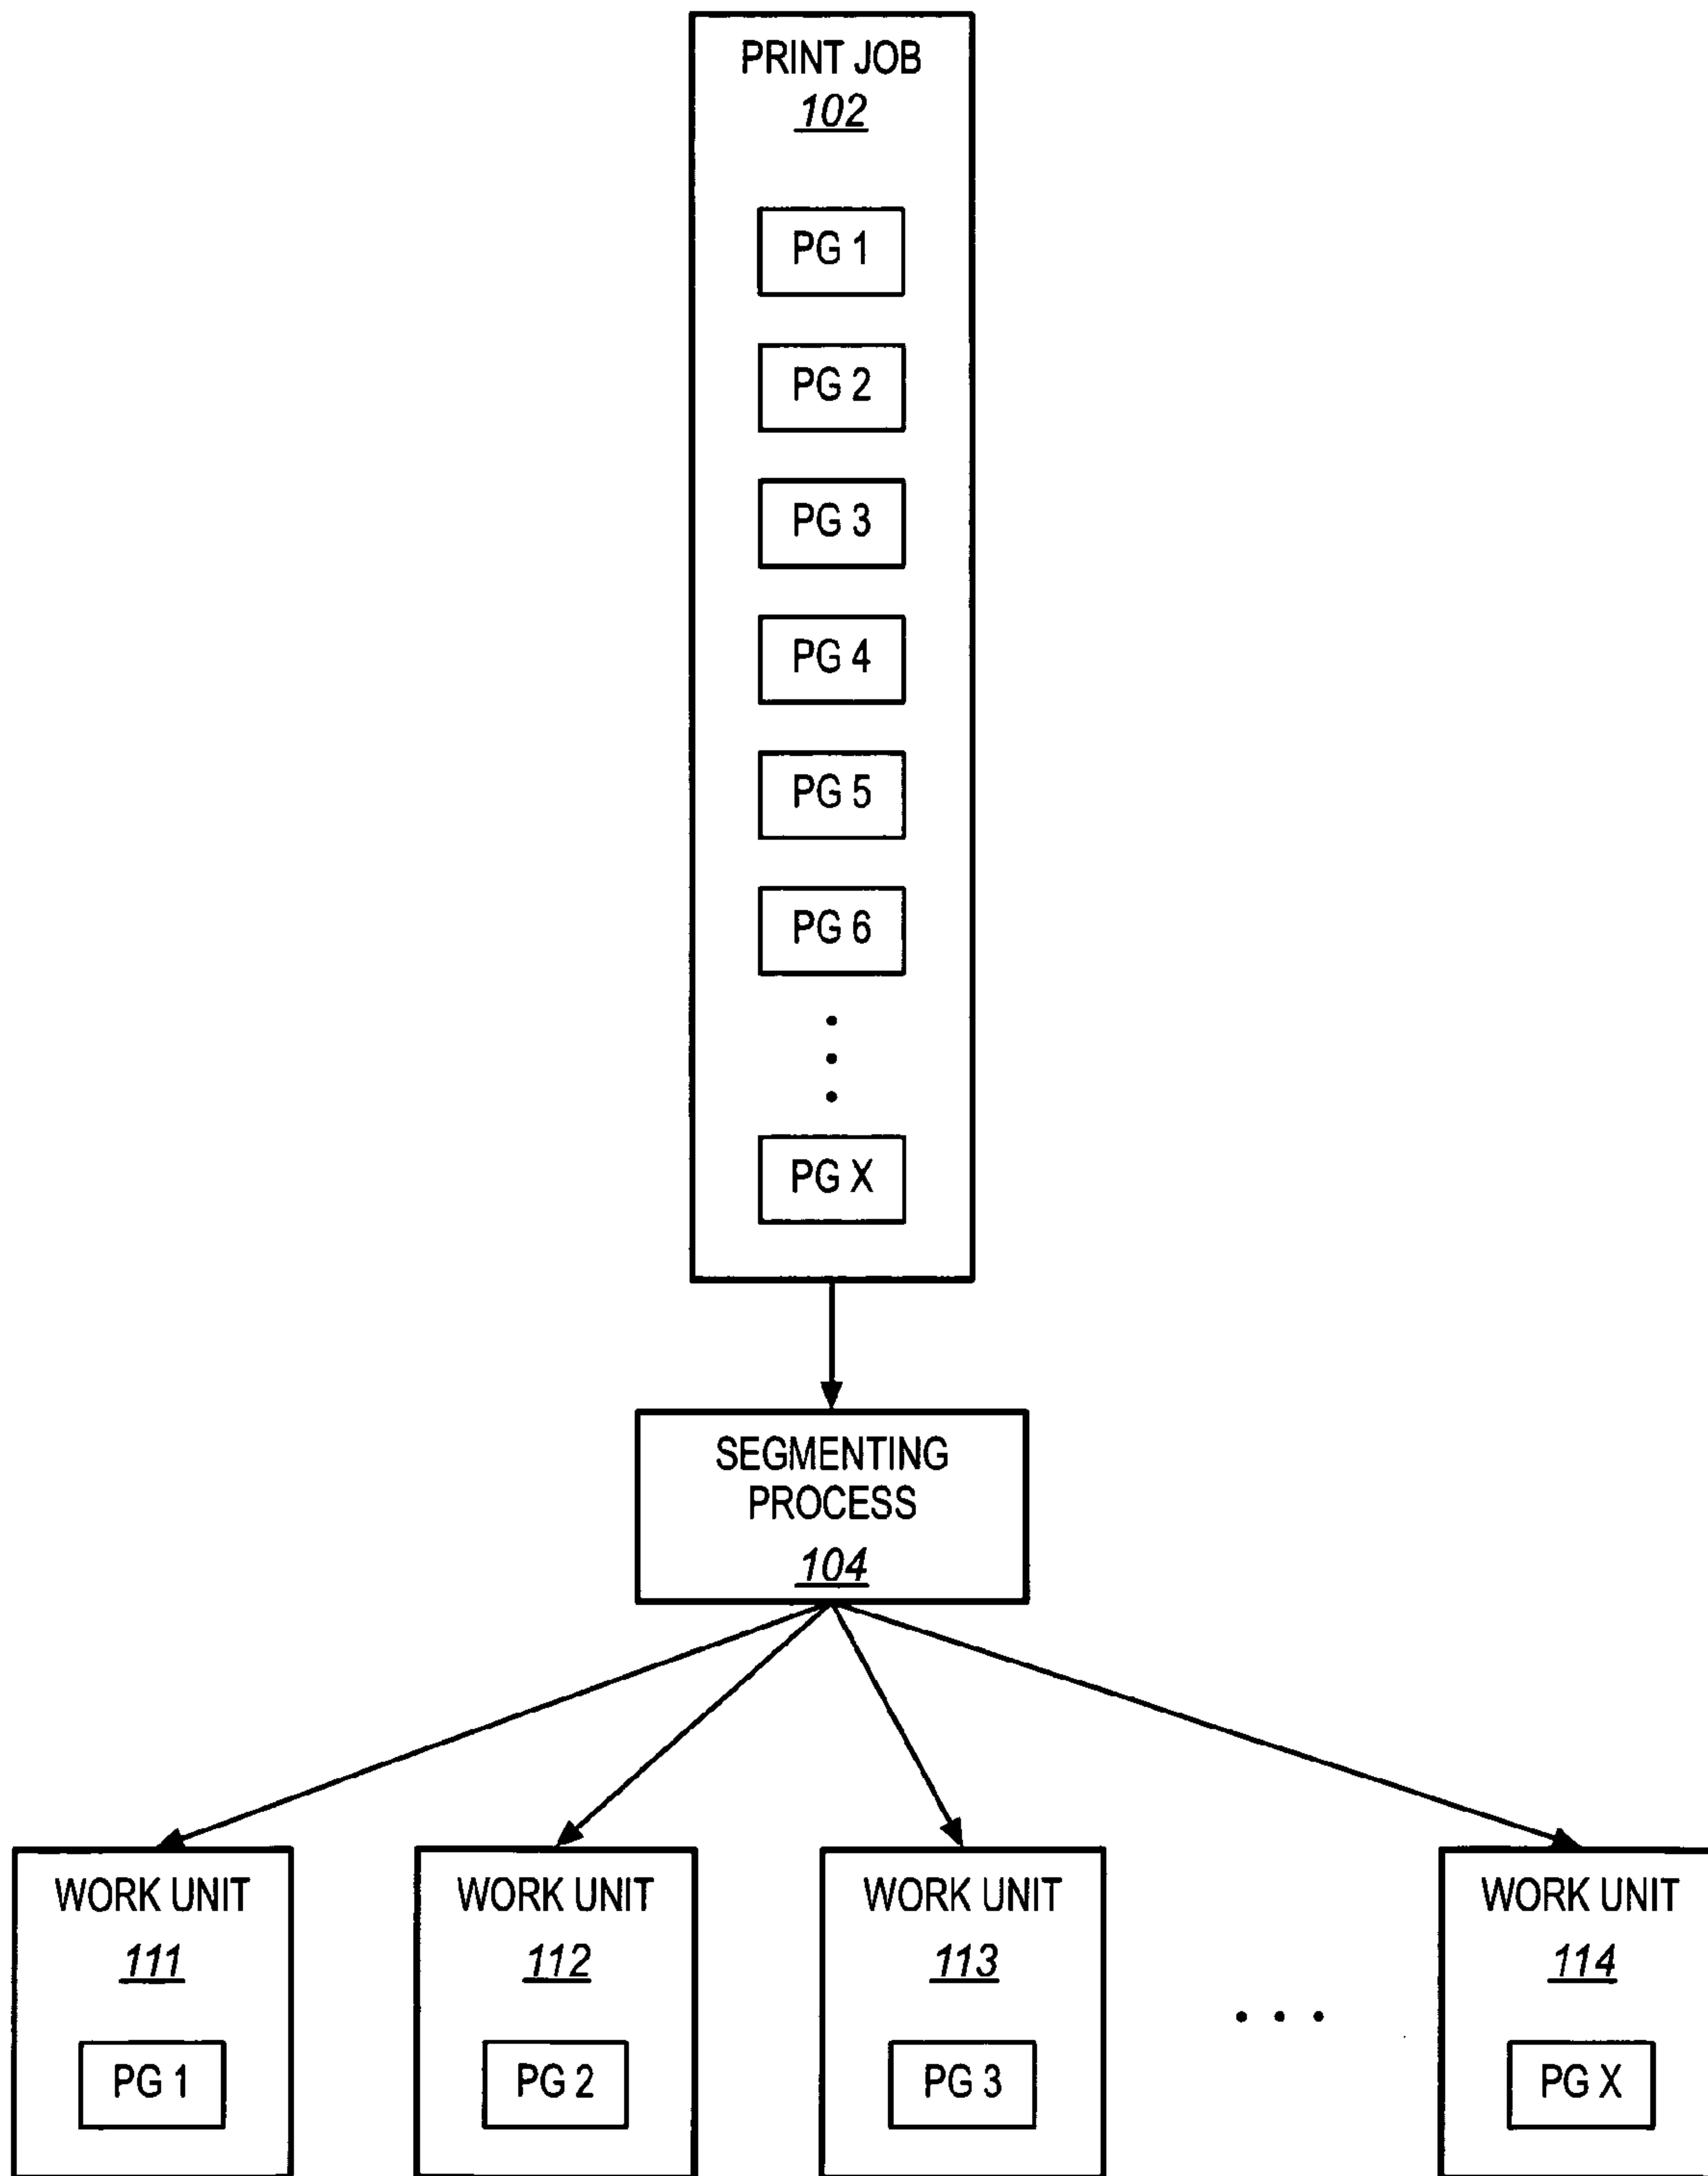 PRINT JOB
102
PG 1
PG 2
PG 3
PG 4
PG 5
PG 6
PG X
SEGMENTING
PROCESS
104
WORK UNIT
111
PG 1
WORK UNIT
112
PG 2
WORK UNIT
113
PG 3
WORK UNIT
114
PG X